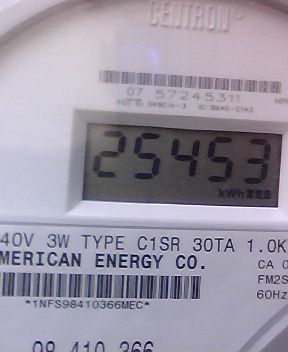 CENTRON®
07 57245311
25453
kWh
40V 3W TYPE C1SR 30TA 1.0K
MERICAN ENERGY CO.
CA 0
FM2S
*1NFS98410366MEC*
60Hz
98 410 366